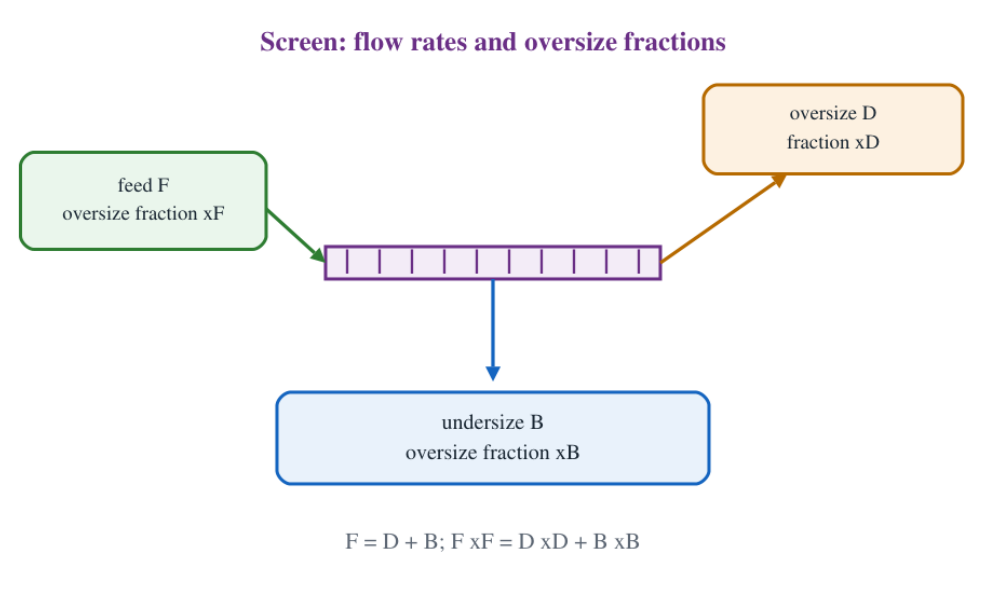 Screen: flow rates and oversize fractions
oversize D
fraction xD
feed F
oversize fraction xF
undersize B
oversize fraction xB
F = D + B; F xF = D xD + B xB